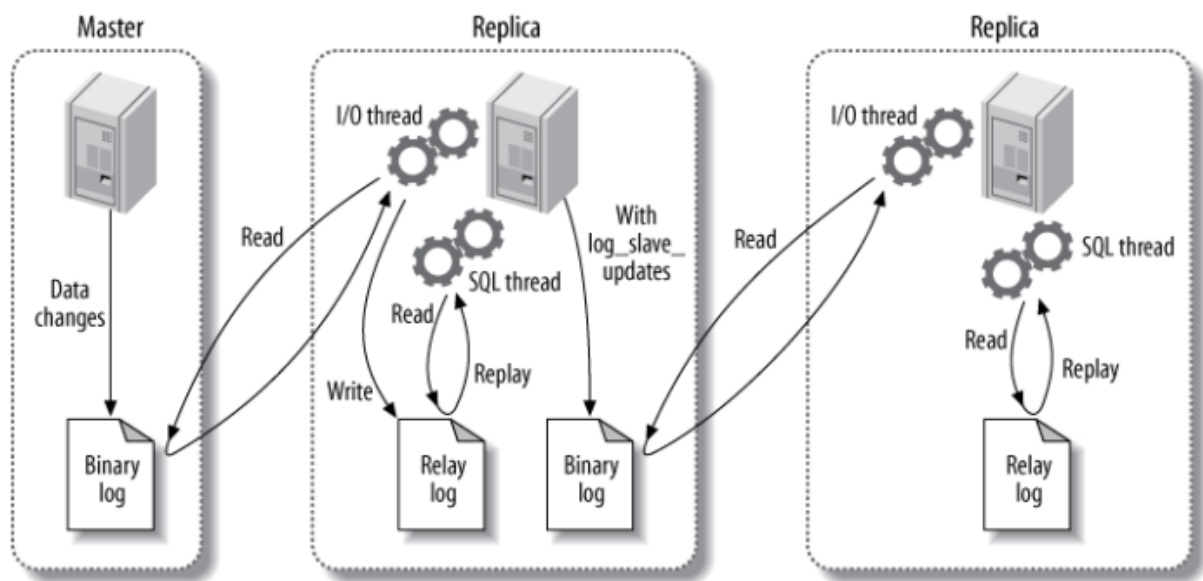 Master
Data
changes
Binary
log
Replica
I/O thread
Read
SQL thread
With
log_slave_
updates
Read
Replay
Write
Relay
log
Binary
log
Replica
I/O thread
Read
SQL thread
Read
Replay
Relay
log